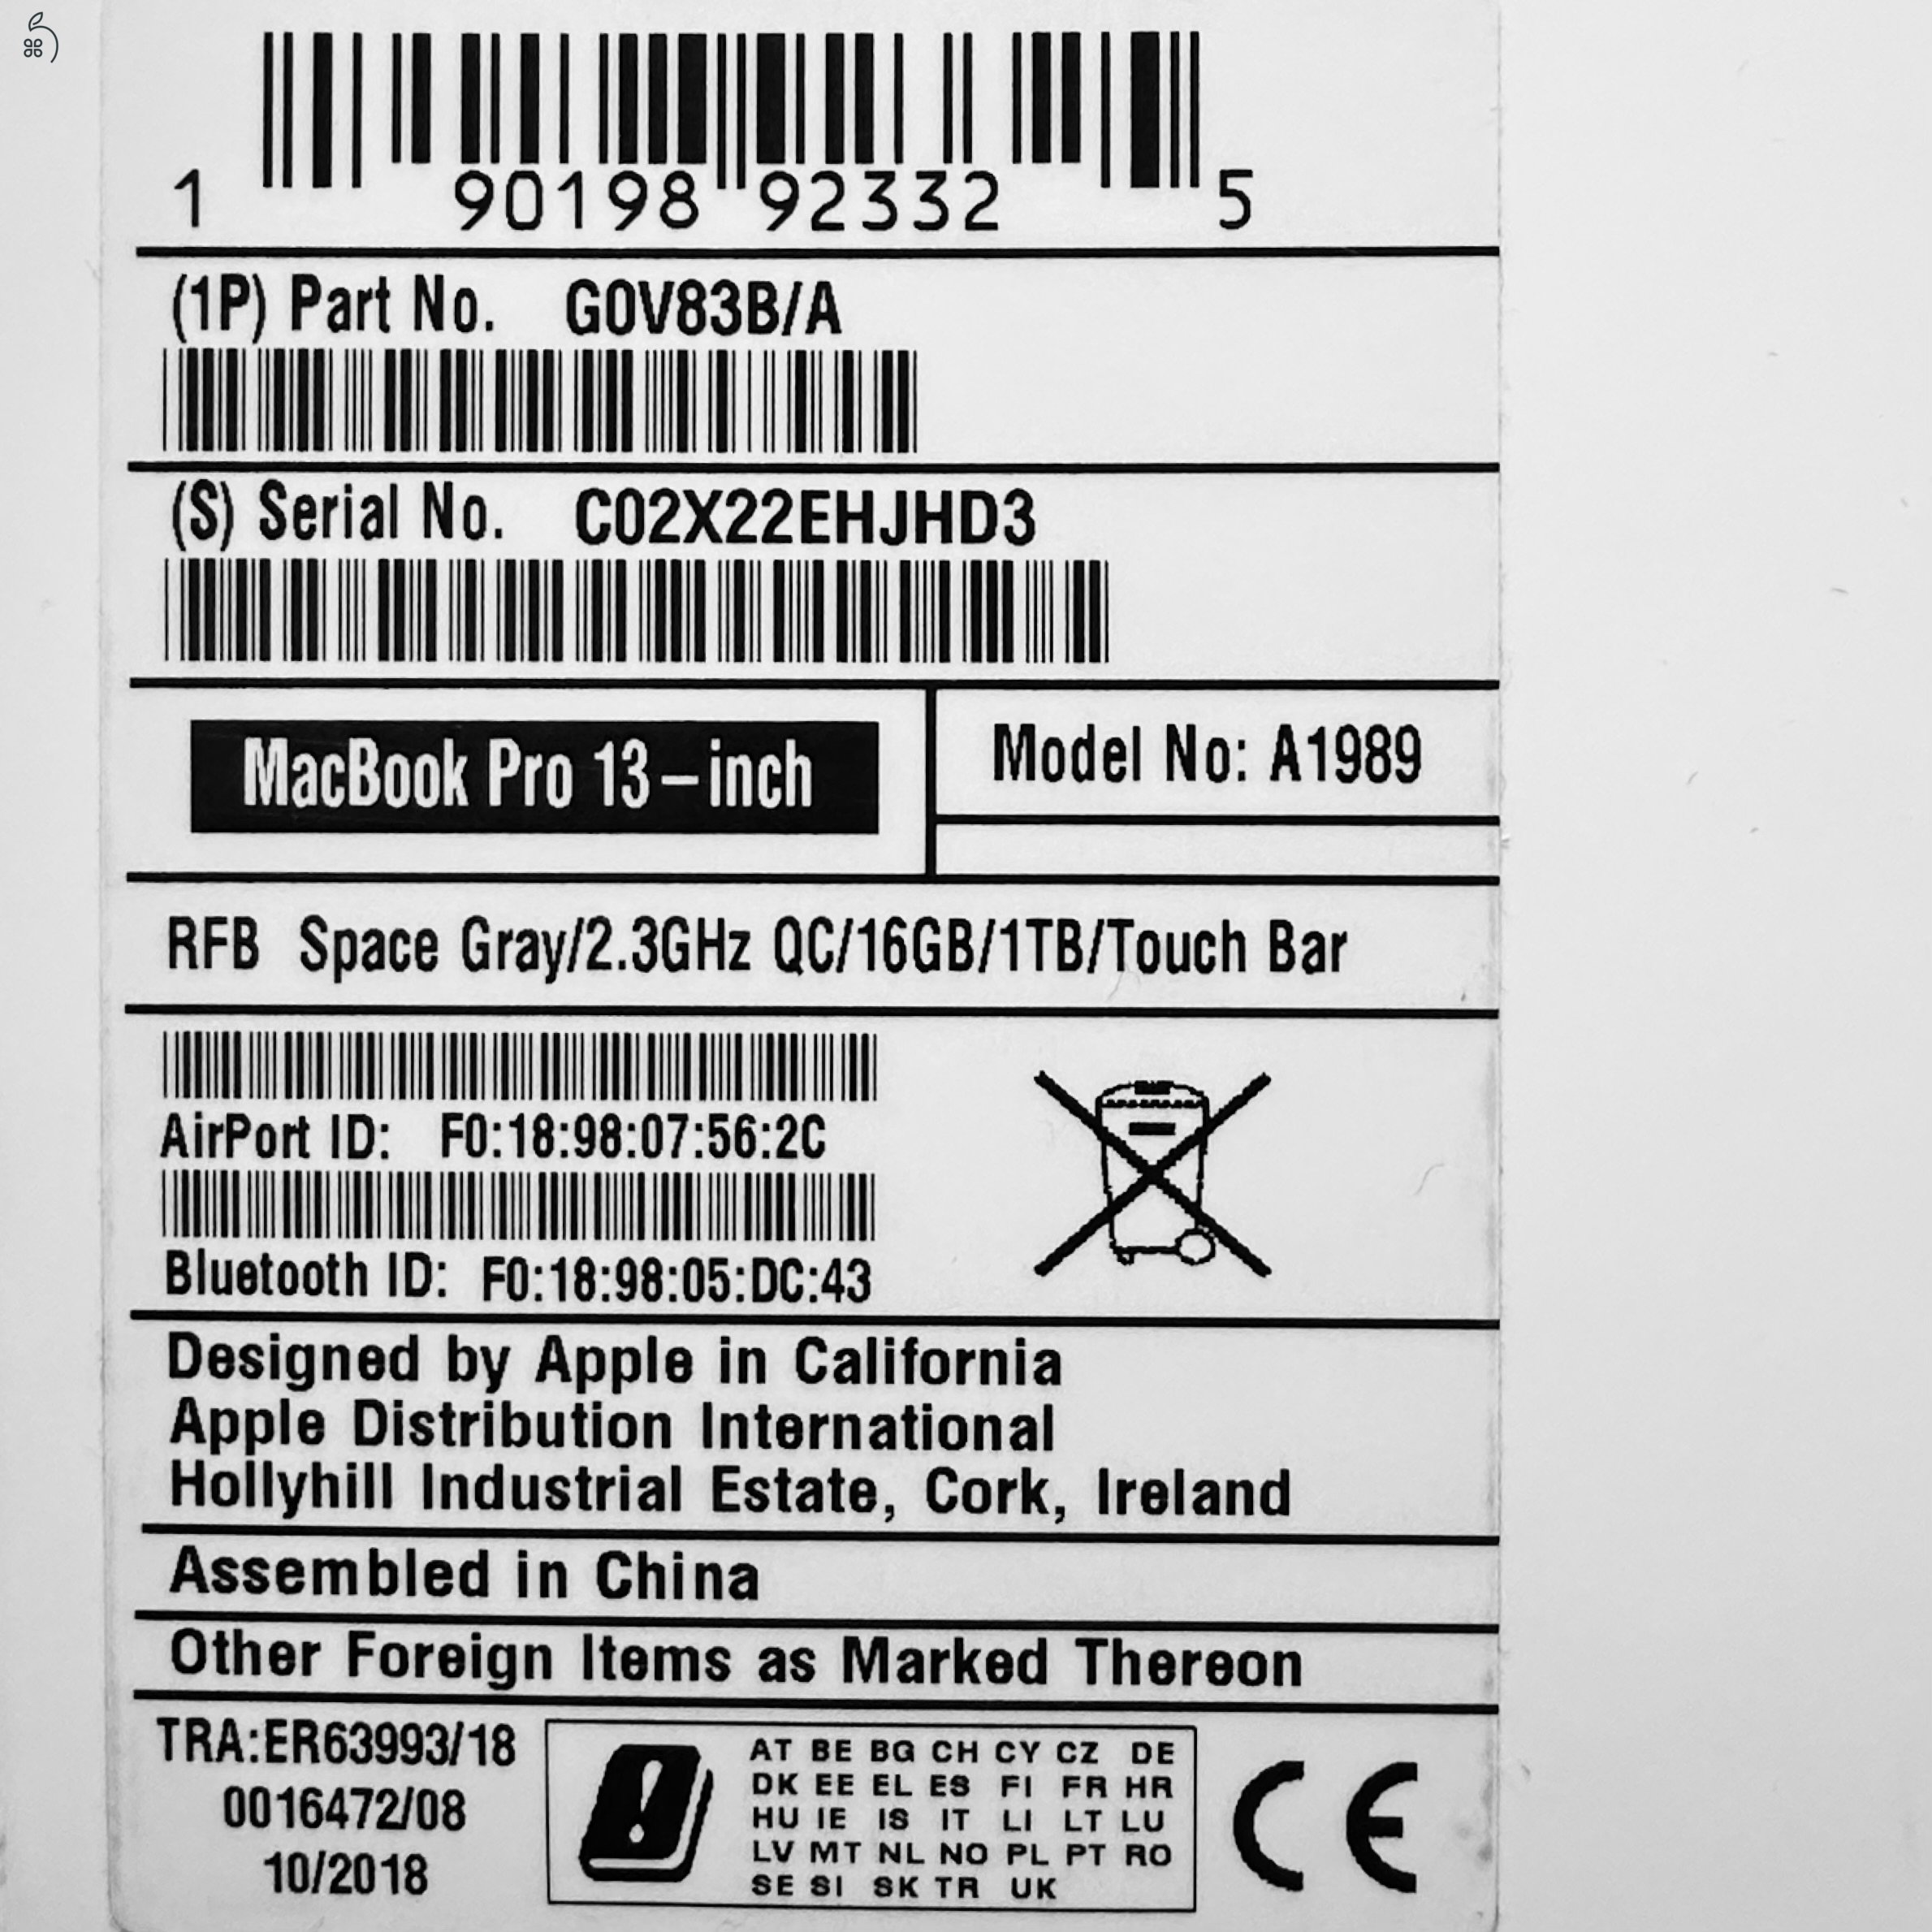 1 90198 92332 5
(1P) Part No. G0V83B/A
(S) Serial No. C02X22EHJHD3
MacBook Pro 13-inch
Model No: A1989
RFB Space Gray/2.3GHz QC/16GB/1TB/Touch Bar
AirPort ID: F0:18:98:07:56:2C
Bluetooth ID: F0:18:98:05:DC:43
Designed by Apple in California
Apple Distribution International
Hollyhill Industrial Estate, Cork, Ireland
Assembled in China
Other Foreign Items as Marked Thereon
TRA:ER63993/18
0016472/08
10/2018
AT BE BG CH CY CZ DE
DK EE EL ES FI FR HR
HU IE IS IT LI LT LU
LV MT NL NO PL PT RO
SE SI SK TR UK
CE